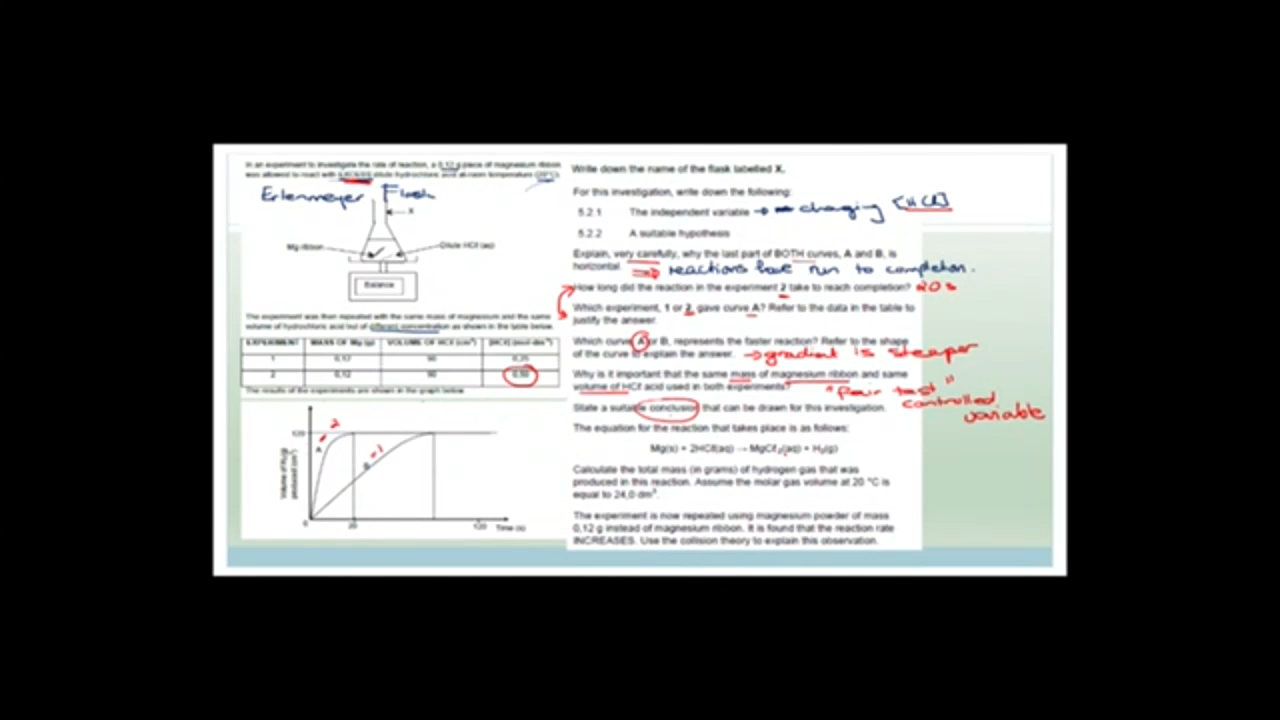 In an experiment to investigate the rate of reaction, a 0,12 g piece of magnesium ribbon
was allowed to react with EXCESS dilute hydrochloric acid at room temperature (20°C).
Erlenmeyer Flask
X
Mg ribbon
Dilute HCℓ (aq)
Balance
The experiment was then repeated with the same mass of magnesium and the same
volume of hydrochloric acid but of different concentration as shown in the table below.
EXPERIMENT MASS OF Mg (g) VOLUME OF HCℓ (cm³) [HCℓ] (mol·dm⁻³)
1 0,12 50 0,25
2 0,12 50 0,50
The results of the experiments are shown in the graph below.
Volume of H₂(g)
produced (cm³)
120
A
2
B
1
0
20
120
Time (s)
Write down the name of the flask labelled X.
For this investigation, write down the following:
5.2.1 The independent variable → changing [HCl]
5.2.2 A suitable hypothesis
Explain, very carefully, why the last part of BOTH curves, A and B, is
horizontal. ⇒ reactions have run to completion.
How long did the reaction in the experiment 2 take to reach completion? 20 s
Which experiment, 1 or 2, gave curve A? Refer to the data in the table to
justify the answer.
Which curve, A or B, represents the faster reaction? Refer to the shape
of the curve to explain the answer. → gradient is steeper
Why is it important that the same mass of magnesium ribbon and same
volume of HCℓ acid used in both experiments? "fair test"
controlled
variable
State a suitable conclusion that can be drawn for this investigation.
The equation for the reaction that takes place is as follows:
Mg(s) + 2HCℓ(aq) → MgCℓ₂(aq) + H₂(g)
Calculate the total mass (in grams) of hydrogen gas that was
produced in this reaction. Assume the molar gas volume at 20 °C is
equal to 24,0 dm³.
The experiment is now repeated using magnesium powder of mass
0,12 g instead of magnesium ribbon. It is found that the reaction rate
INCREASES. Use the collision theory to explain this observation.